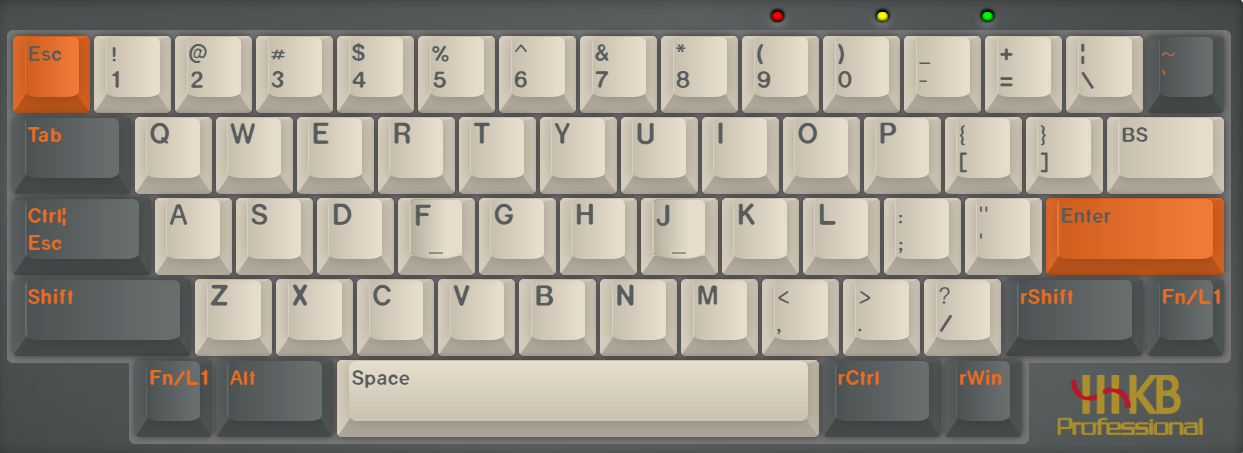 Esc ! @ # $ % ^ & * ( ) _ + ¦ ~
1 2 3 4 5 6 7 8 9 0 - = \ `
Tab Q W E R T Y U I O P { } BS
[ ]
Ctrl¦ A S D F G H J K L : " Enter
Esc _ _ ; '
Shift Z X C V B N M < > ? rShift Fn/L1
, . /
Fn/L1 Alt Space rCtrl rWin
HHKB
Professional